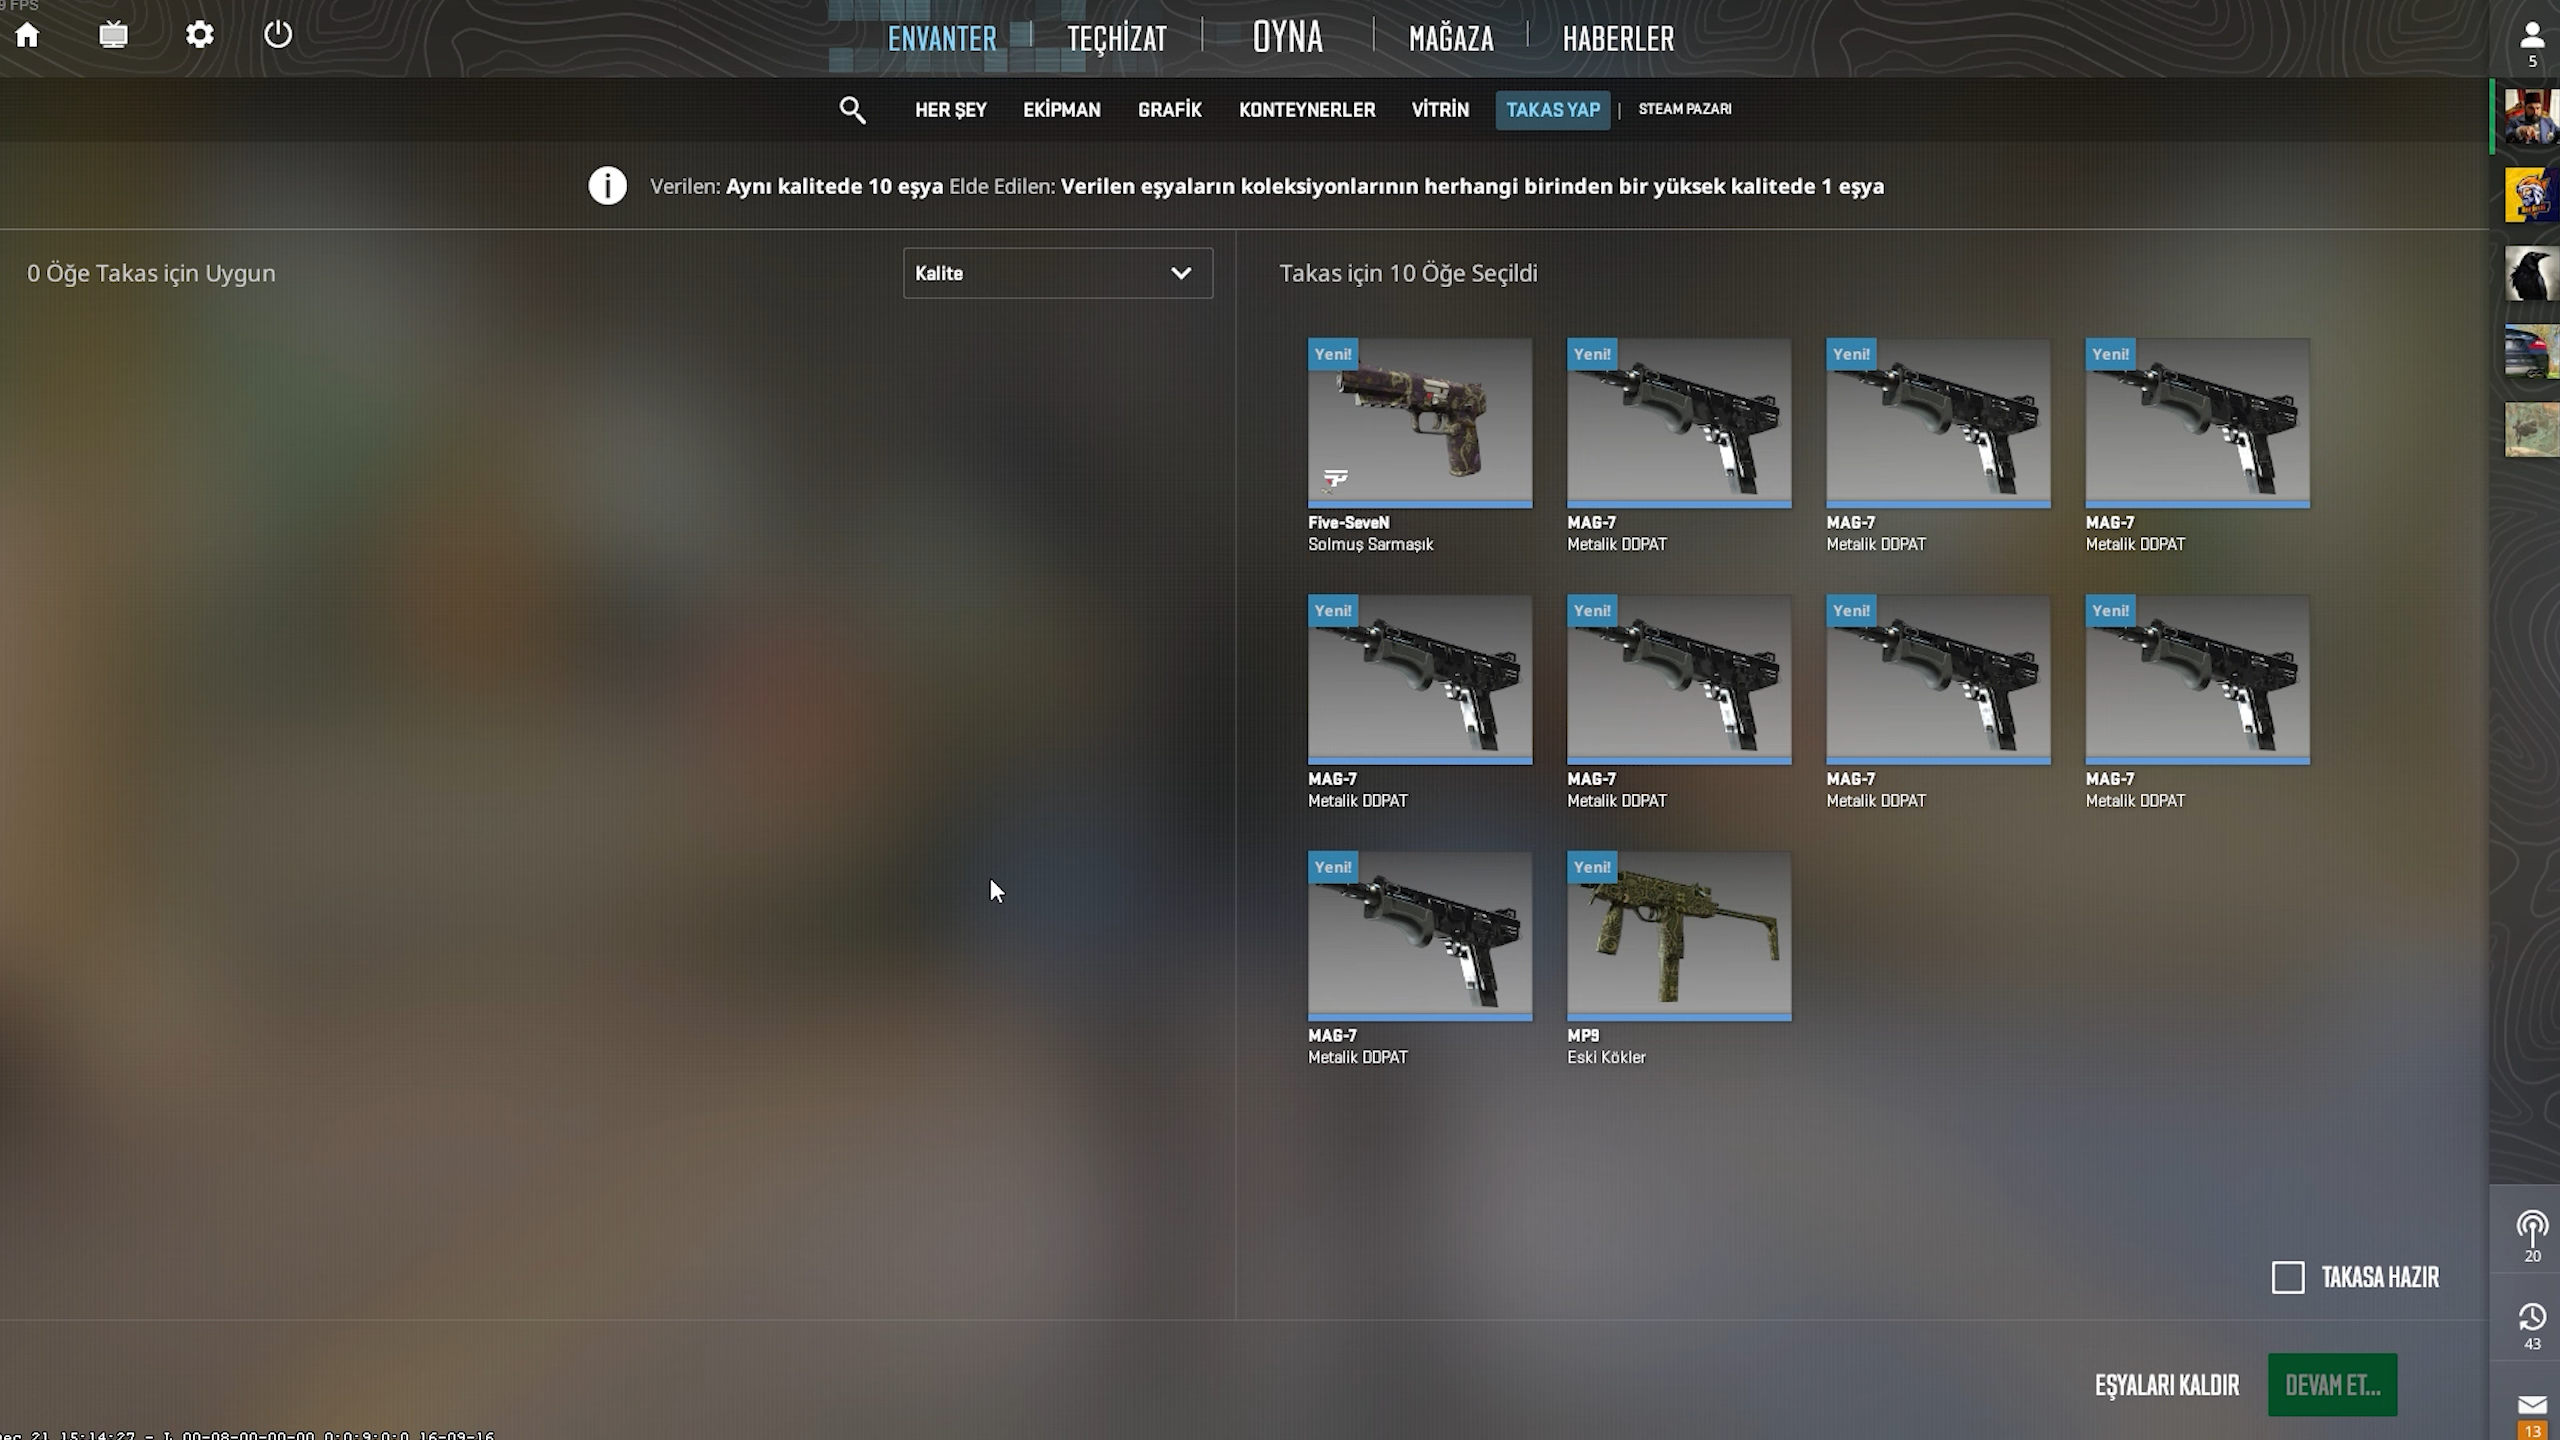 9 FPS
ENVANTER
TEÇHİZAT
OYNA
MAĞAZA
HABERLER
5
HER ŞEY
EKİPMAN
GRAFİK
KONTEYNERLER
VİTRİN
TAKAS YAP
STEAM PAZARI
Verilen: Aynı kalitede 10 eşya Elde Edilen: Verilen eşyaların koleksiyonlarının herhangi birinden bir yüksek kalitede 1 eşya
0 Öğe Takas için Uygun
Kalite
Takas için 10 Öğe Seçildi
Yeni!
Yeni!
Yeni!
Yeni!
Five-SeveN
Solmuş Sarmaşık
MAG-7
Metalik DDPAT
MAG-7
Metalik DDPAT
MAG-7
Metalik DDPAT
Yeni!
Yeni!
Yeni!
Yeni!
MAG-7
Metalik DDPAT
MAG-7
Metalik DDPAT
MAG-7
Metalik DDPAT
MAG-7
Metalik DDPAT
Yeni!
Yeni!
MAG-7
Metalik DDPAT
MP9
Eski Kökler
20
TAKASA HAZIR
43
EŞYALARI KALDIR
DEVAM ET...
13